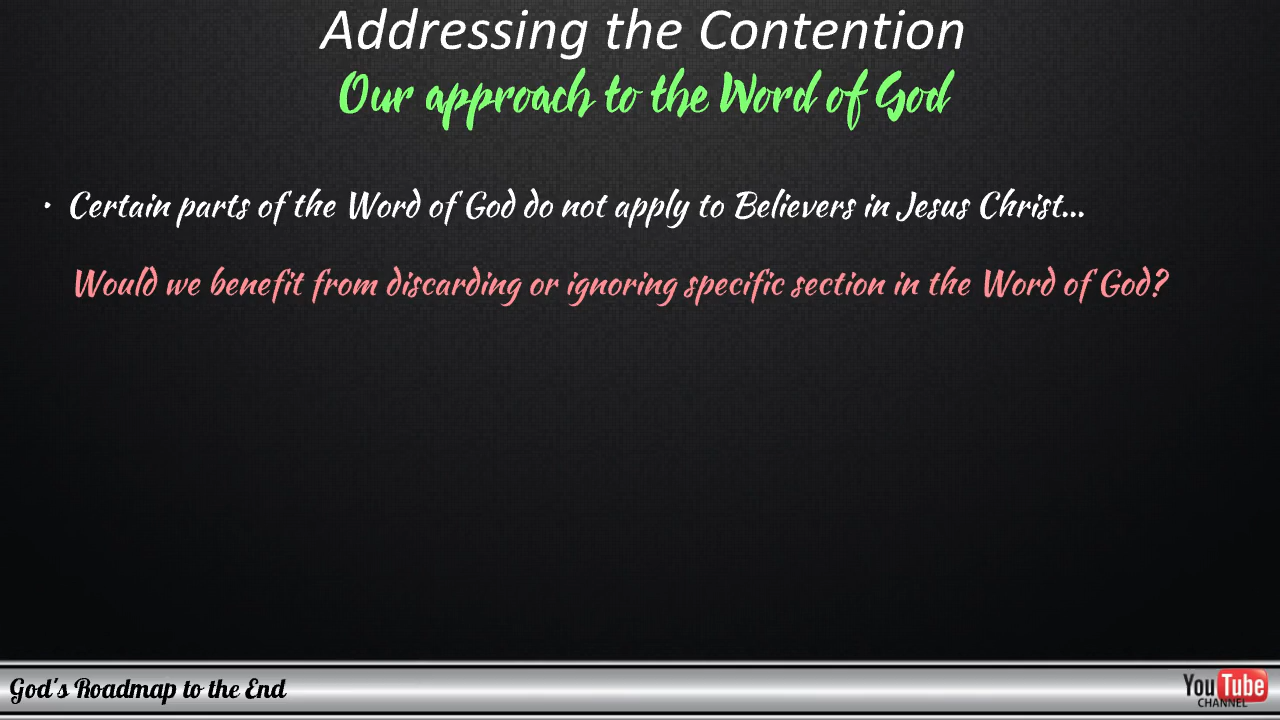 Addressing the Contention
Our approach to the Word of God
• Certain parts of the Word of God do not apply to Believers in Jesus Christ...
Would we benefit from discarding or ignoring specific section in the Word of God?
God's Roadmap to the End
YouTube
CHANNEL